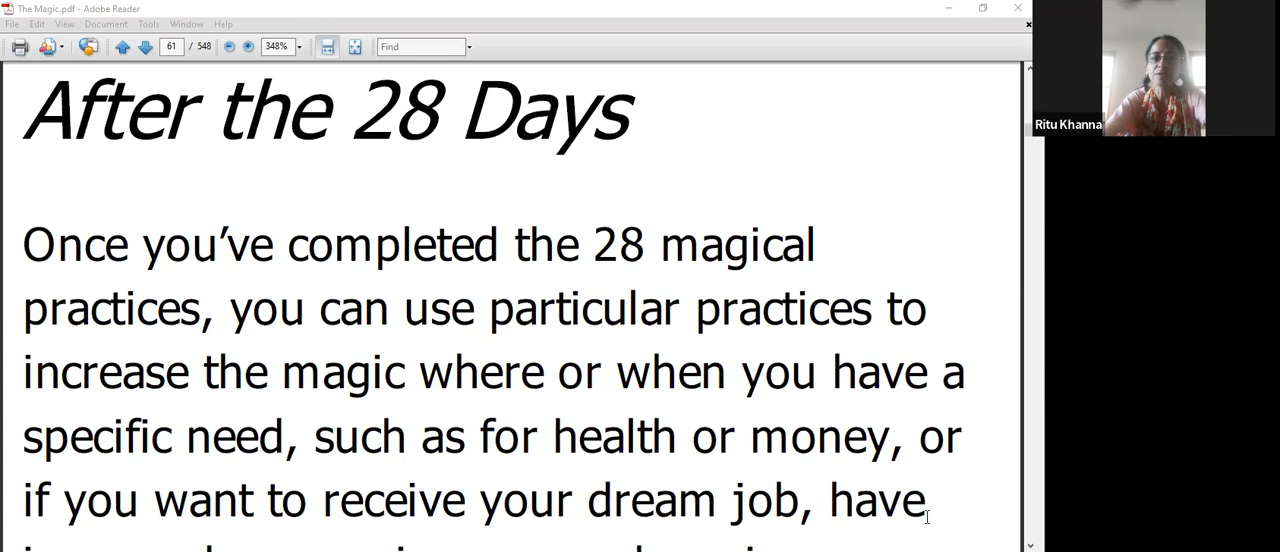 The Magic.pdf - Adobe Reader
File Edit View Document Tools Window Help
61 / 548 348% Find
After the 28 Days
Once you've completed the 28 magical
practices, you can use particular practices to
increase the magic where or when you have a
specific need, such as for health or money, or
if you want to receive your dream job, have
Ritu Khanna